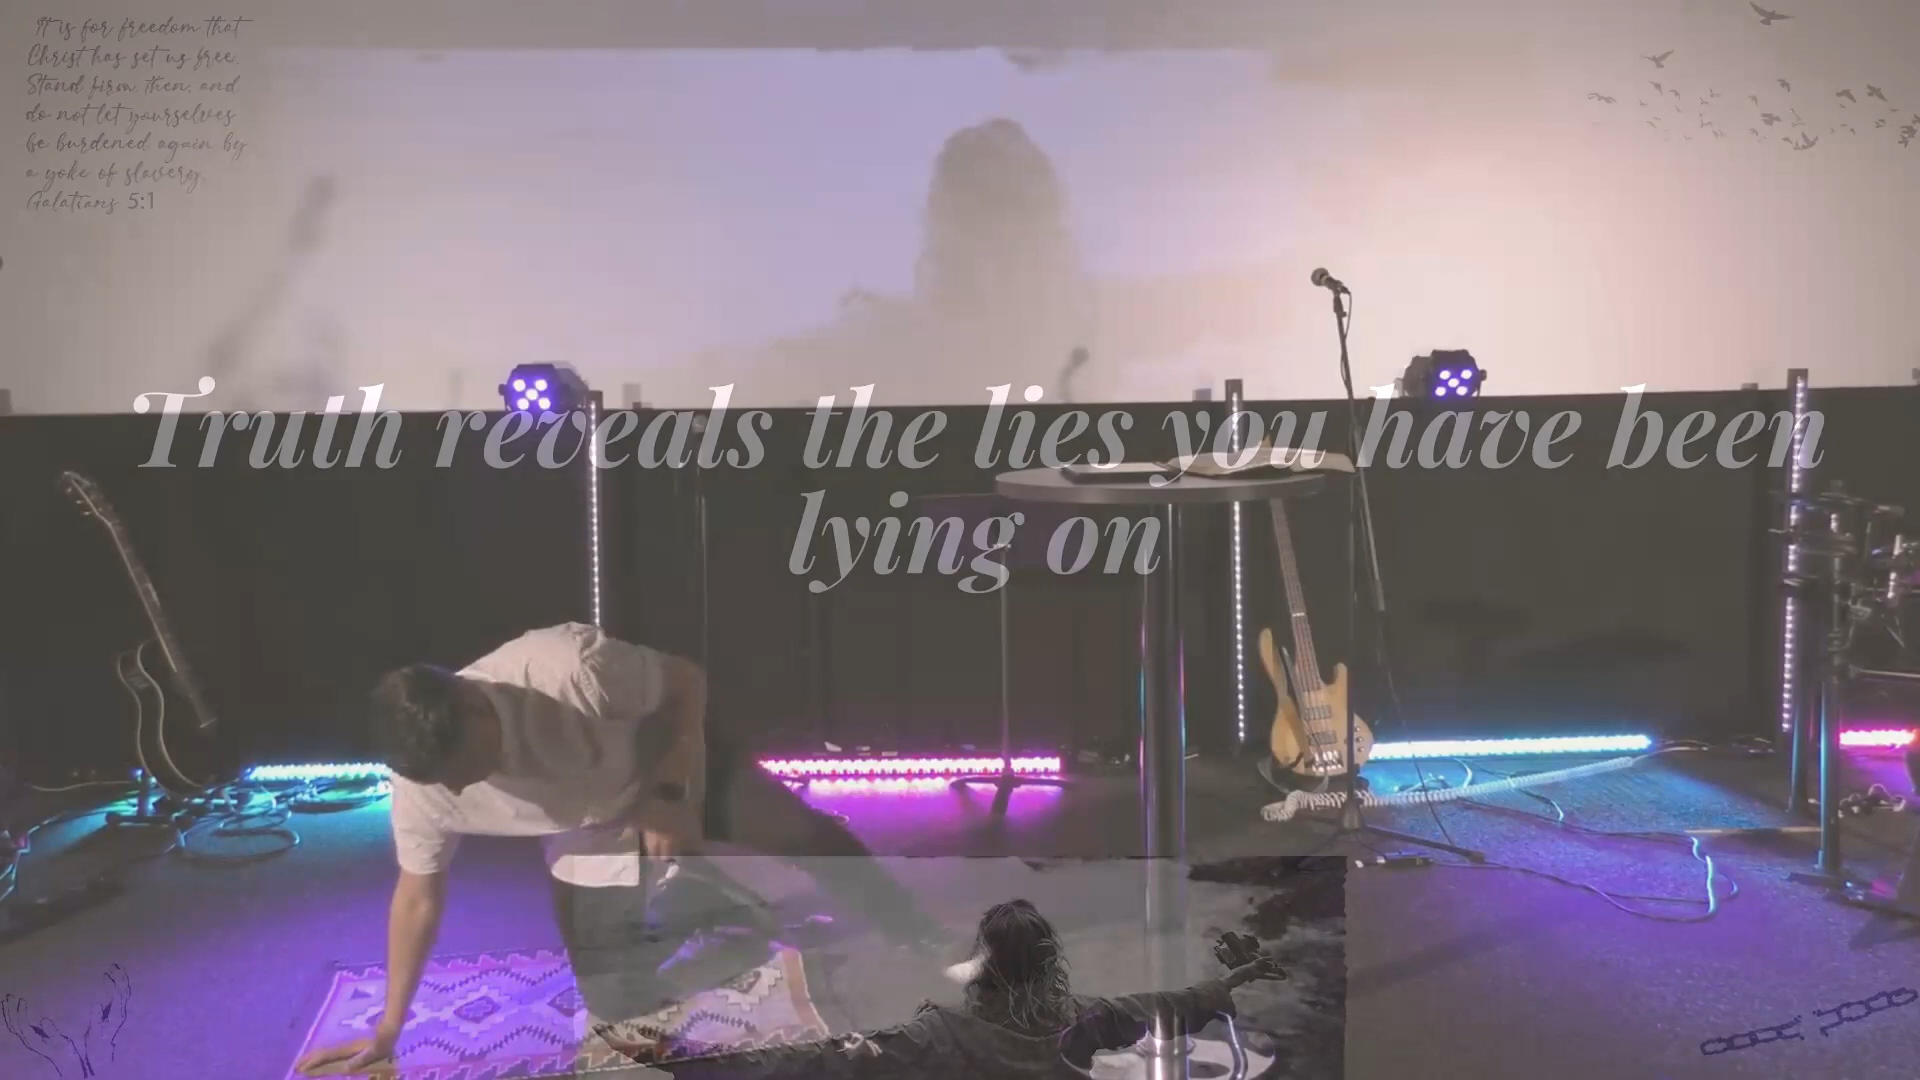 It is for freedom that
Christ has set us free.
Stand firm, then, and
do not let yourselves
be burdened again by
a yoke of slavery.
Galatians 5:1
Truth reveals the lies you have been
lying on